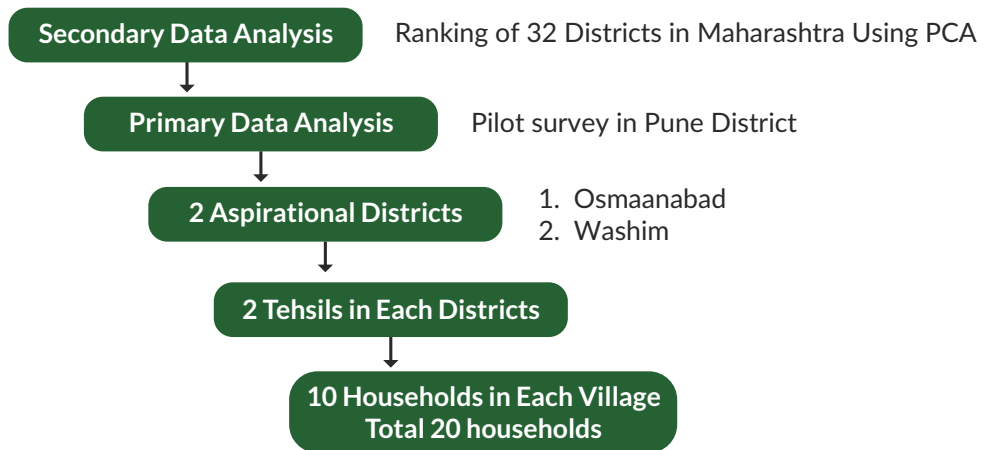 Secondary Data Analysis
Ranking of 32 Districts in Maharashtra Using PCA
Primary Data Analysis
Pilot survey in Pune District
2 Aspirational Districts
1. Osmaanabad
2. Washim
2 Tehsils in Each Districts
10 Households in Each Village
Total 20 households